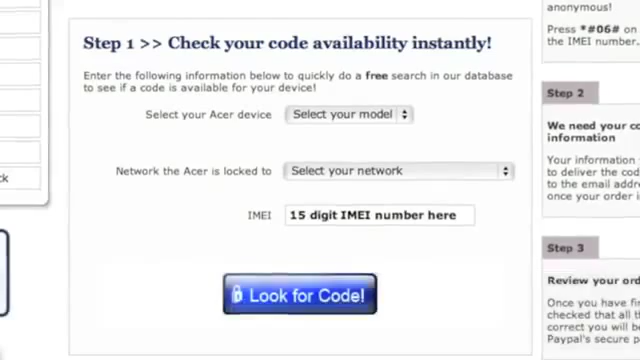 Step 1 >> Check your code availability instantly!
Enter the following information below to quickly do a free search in our database
to see if a code is available for your device!
Select your Acer device
Select your model
Network the Acer is locked to
Select your network
IMEI
15 digit IMEI number here
Look for Code!
ck
anonymous!
Press *#06# on
the IMEI number.
Step 2
We need your co
information
Your information
to deliver the cod
to the email addre
once your order i
Step 3
Review your ord
Once you have fi
checked that all t
correct you will be
Paypal's secure p